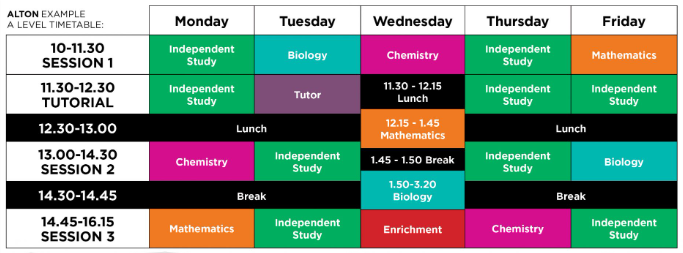 ALTON EXAMPLE
A LEVEL TIMETABLE:
Monday Tuesday Wednesday Thursday Friday
10-11.30
SESSION 1
Independent
Study
Biology
Chemistry
Independent
Study
Mathematics
11.30-12.30
TUTORIAL
Independent
Study
Tutor
11.30 - 12.15
Lunch
Independent
Study
Independent
Study
12.30-13.00
Lunch
12.15 - 1.45
Mathematics
Lunch
13.00-14.30
SESSION 2
Chemistry
Independent
Study
1.45 - 1.50 Break
Independent
Study
Biology
14.30-14.45
Break
1.50-3.20
Biology
Break
14.45-16.15
SESSION 3
Mathematics
Independent
Study
Enrichment
Chemistry
Independent
Study